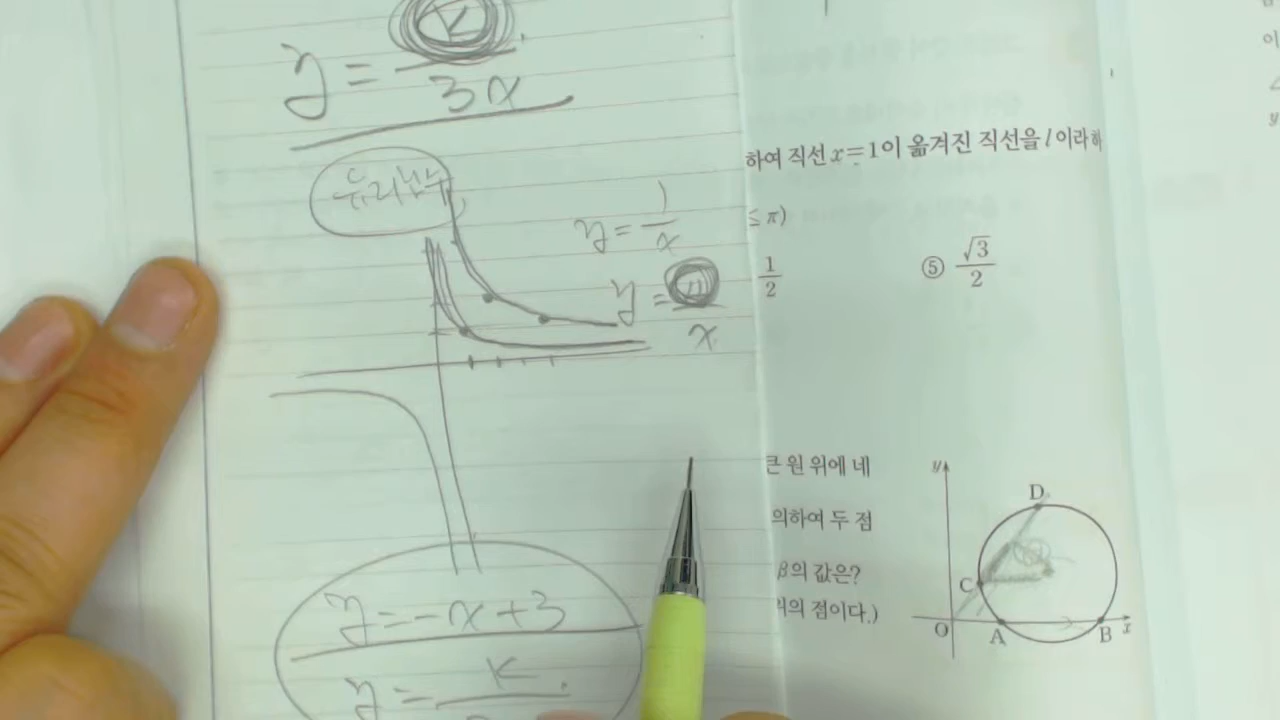 y = K / 3x
유리함수
y = 1/x
y = n/x
y = -x + 3
y = K
하여 직선 x=1이 옮겨진 직선을 l이라 하
≤ π)
1/2
⑤ √3/2
큰 원 위에 네
의하여 두 점
β의 값은?
위의 점이다.)
y
D
C
O
A
B
x
이
y